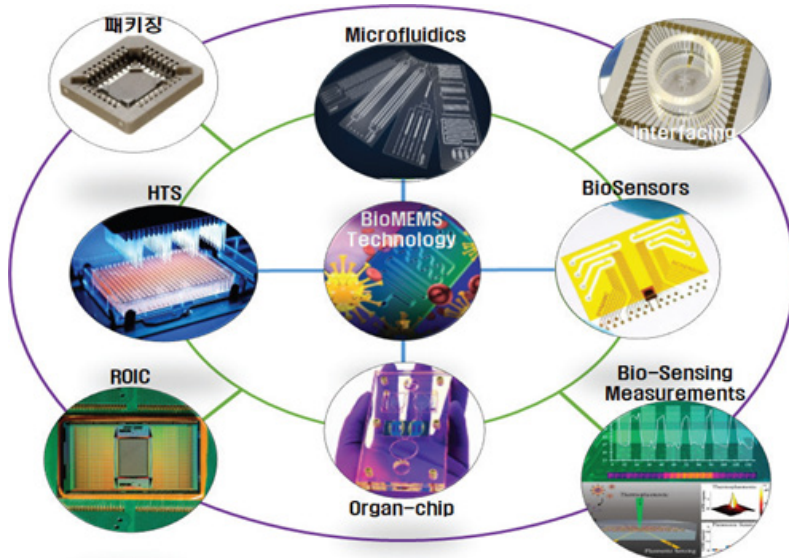 패키징
Microfluidics
Interfacing
HTS
BioMEMS
Technology
BioSensors
ROIC
Organ-chip
Bio-Sensing
Measurements